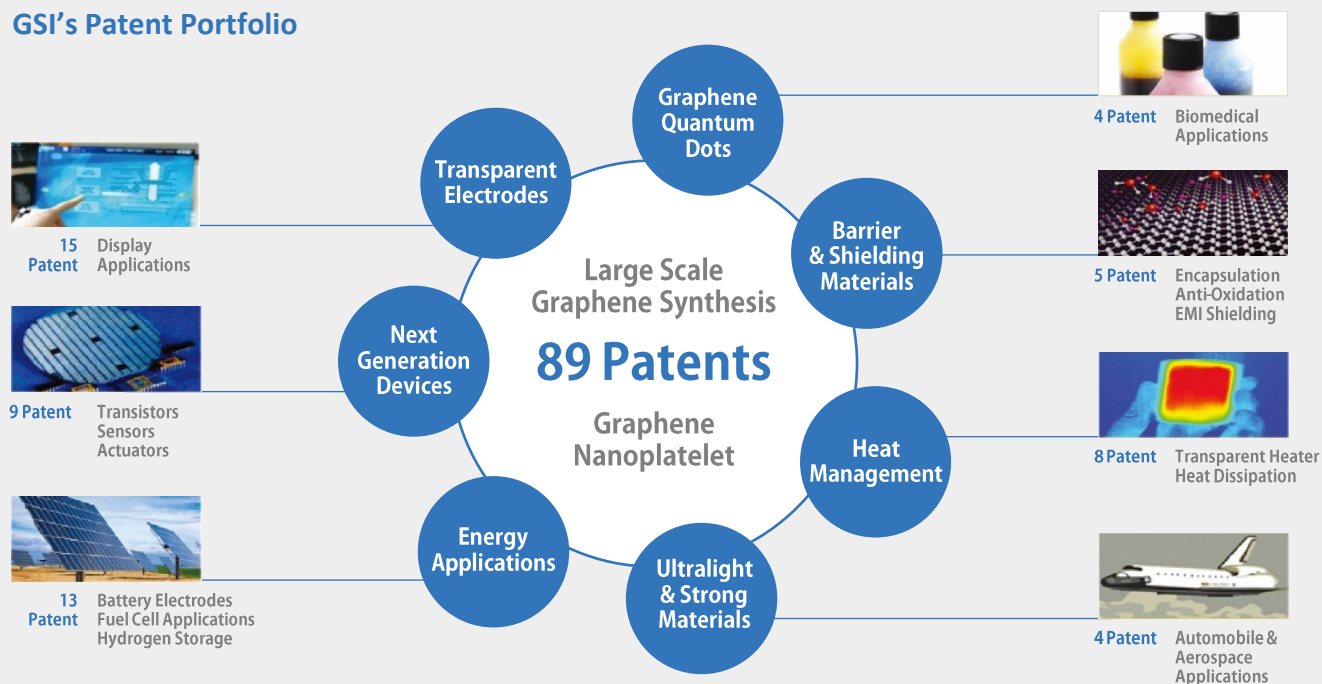 GSI's Patent Portfolio
Graphene
Quantum
Dots
4 Patent
Biomedical
Applications
Transparent
Electrodes
15
Patent
Display
Applications
Barrier
& Shielding
Materials
5 Patent
Encapsulation
Anti-Oxidation
EMI Shielding
Large Scale
Graphene Synthesis
89 Patents
Graphene
Nanoplatelet
Next
Generation
Devices
9 Patent
Transistors
Sensors
Actuators
Heat
Management
8 Patent
Transparent Heater
Heat Dissipation
Energy
Applications
13
Patent
Battery Electrodes
Fuel Cell Applications
Hydrogen Storage
Ultralight
& Strong
Materials
4 Patent
Automobile &
Aerospace
Applications